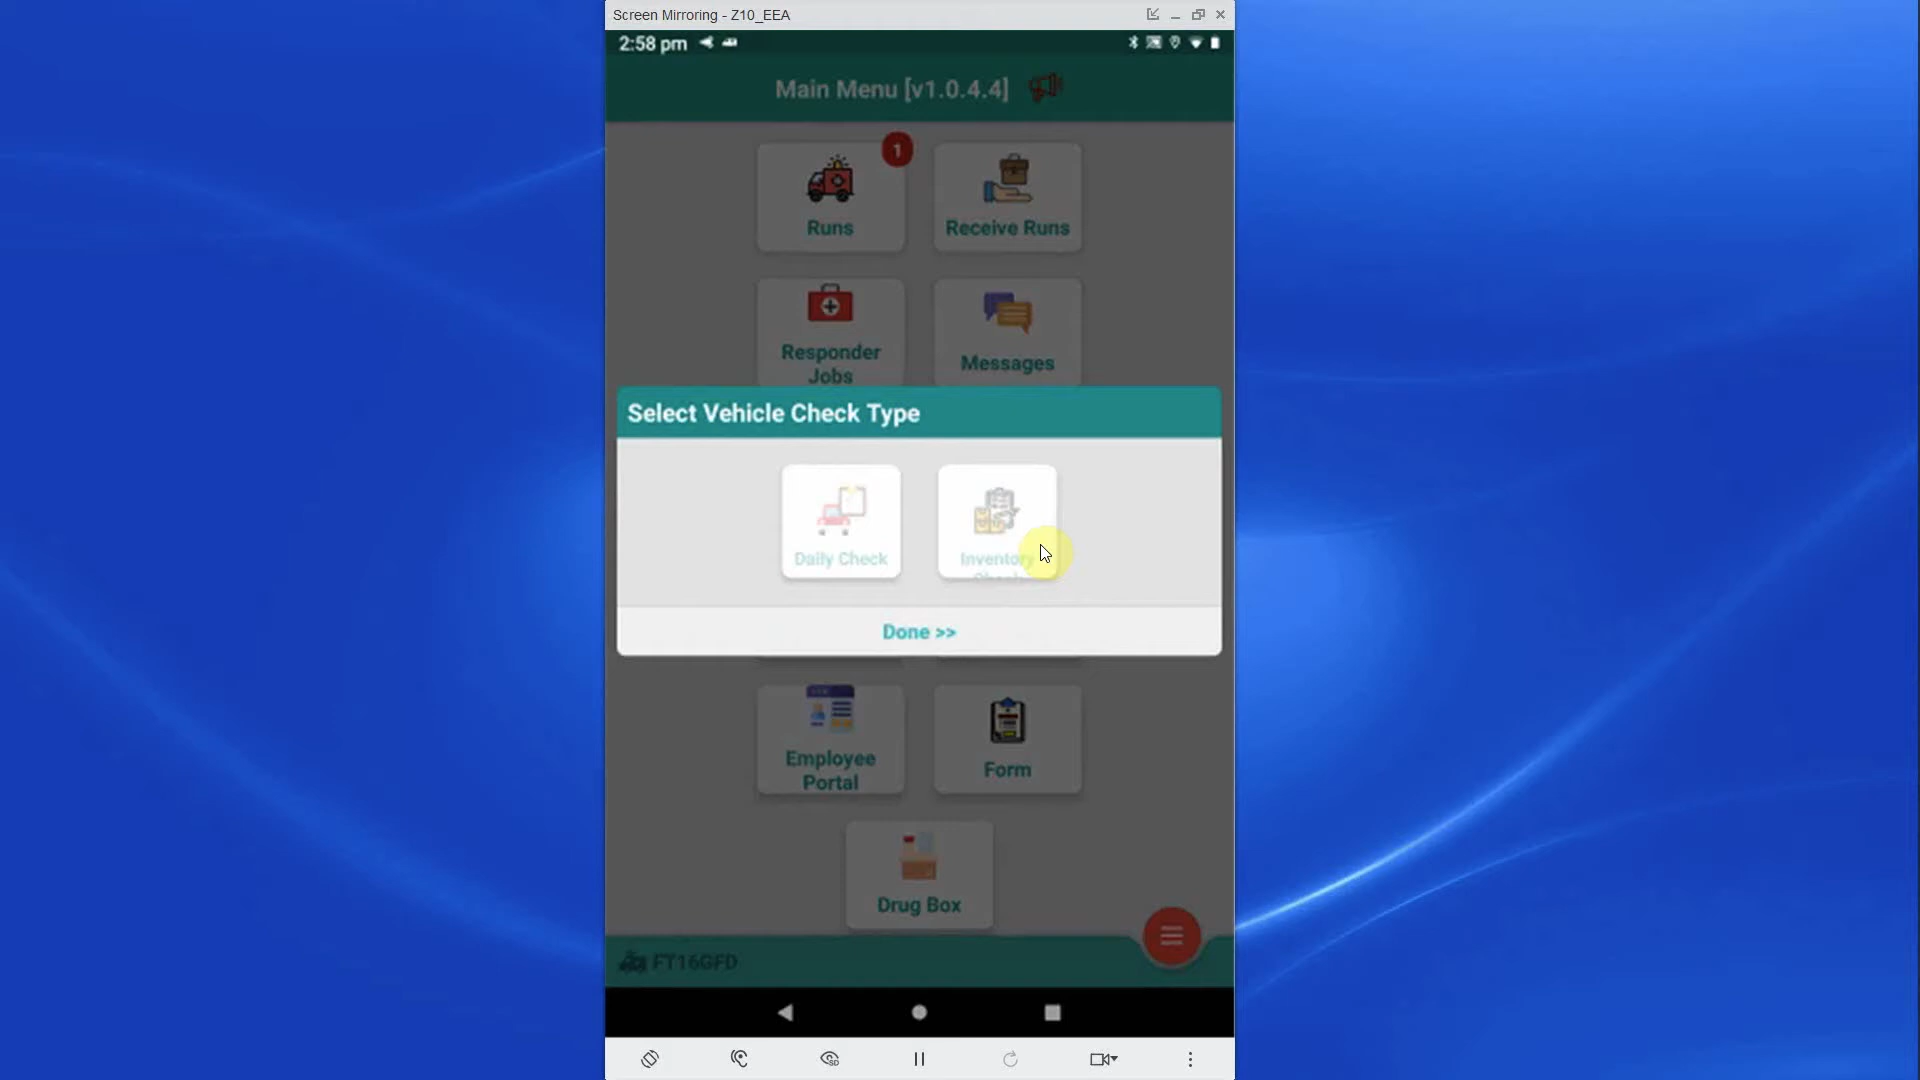 Screen Mirroring - Z10_EEA
2:58 pm
Main Menu [v1.0.4.4]
1
Runs
Receive Runs
Responder
Jobs
Messages
Select Vehicle Check Type
Daily Check
Inventory
Check
Done >>
Employee
Portal
Form
Drug Box
FT16GFD